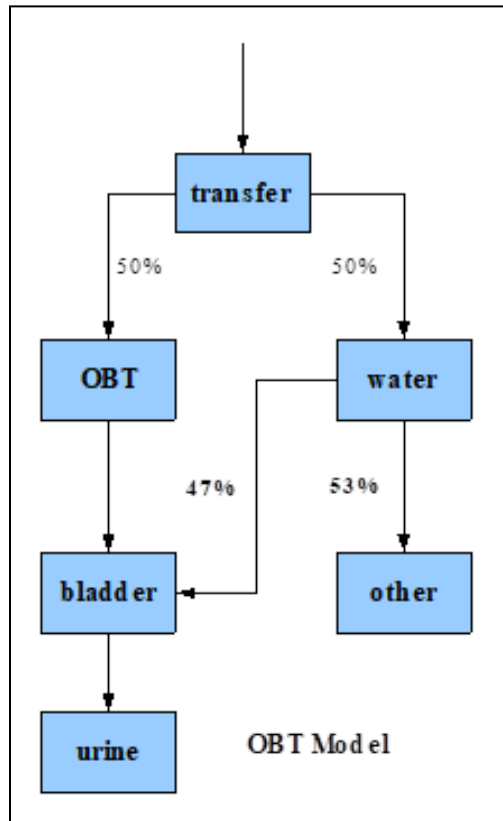 transfer
50%
50%
OBT
water
47%
53%
bladder
other
urine
OBT Model